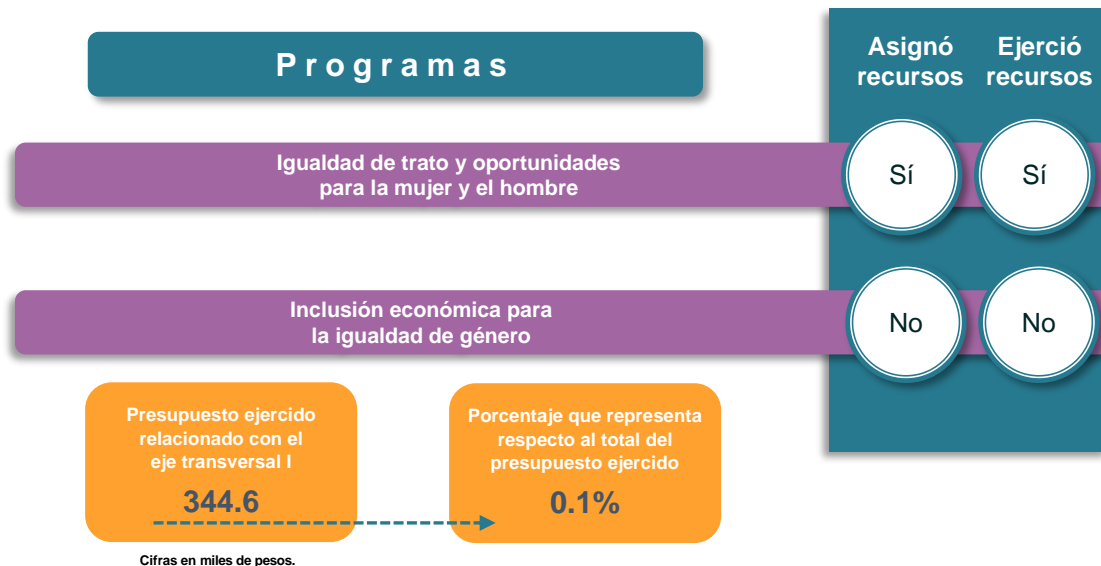 Programas
Asignó
recursos
Ejerció
recursos
Igualdad de trato y oportunidades
para la mujer y el hombre
Sí
Sí
Inclusión económica para
la igualdad de género
No
No
Presupuesto ejercido
relacionado con el
eje transversal I
344.6
Porcentaje que representa
respecto al total del
presupuesto ejercido
0.1%
Cifras en miles de pesos.